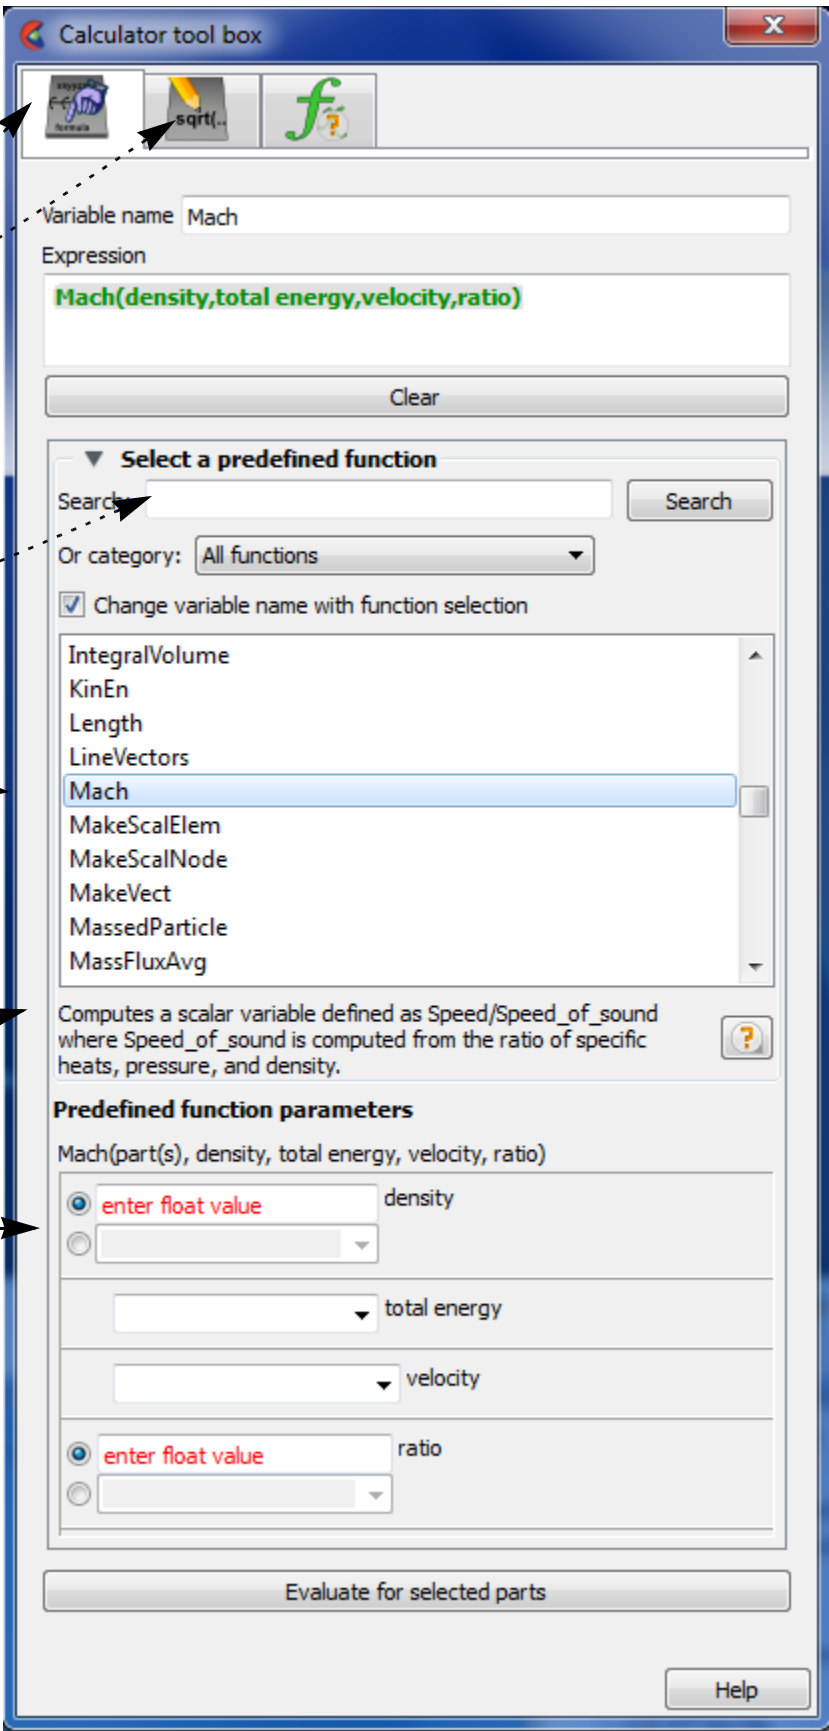 Calculator tool box
formula
sqrt(..
Variable name Mach
Expression
Mach(density,total energy,velocity,ratio)
Clear
Select a predefined function
Search: Search
Or category: All functions
Change variable name with function selection
IntegralVolume
KinEn
Length
LineVectors
Mach
MakeScalElem
MakeScalNode
MakeVect
MassedParticle
MassFluxAvg
Computes a scalar variable defined as Speed/Speed_of_sound
where Speed_of_sound is computed from the ratio of specific
heats, pressure, and density.
?
Predefined function parameters
Mach(part(s), density, total energy, velocity, ratio)
enter float value density
total energy
velocity
enter float value ratio
Evaluate for selected parts
Help